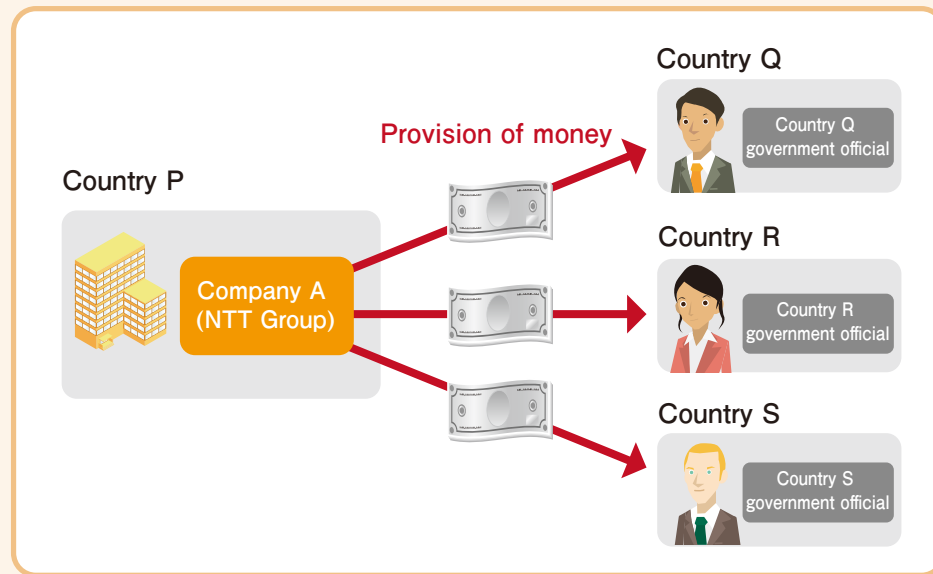 Country P
Company A
(NTT Group)
Provision of money
Country Q
Country Q
government official
Country R
Country R
government official
Country S
Country S
government official